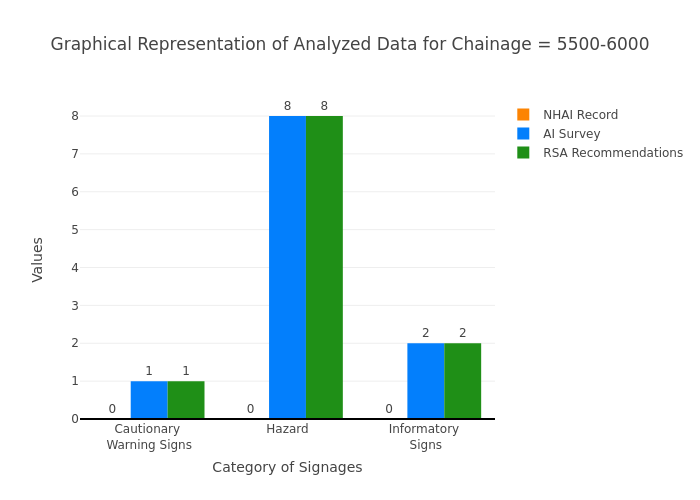 Graphical Representation of Analyzed Data for Chainage = 5500-6000
NHAI Record
AI Survey
RSA Recommendations
Values
8
7
6
5
4
3
2
1
0
0
1
1
0
8
8
0
2
2
Cautionary
Warning Signs
Hazard
Informatory
Signs
Category of Signages